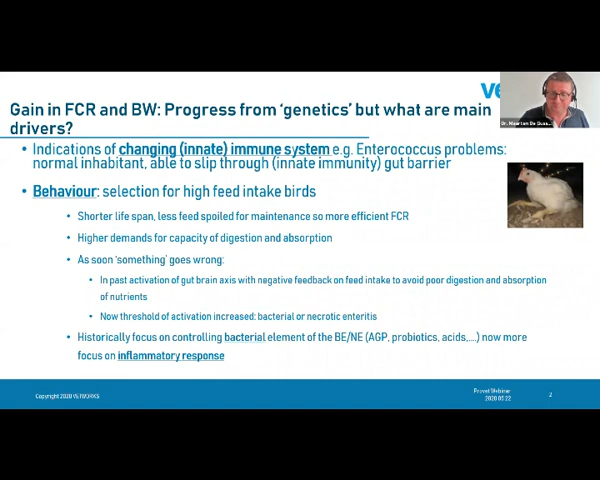 ve
Gain in FCR and BW: Progress from ‘genetics’ but what are main
drivers?
Dr. Maarten De Gus...
• Indications of changing (innate) immune system e.g. Enterococcus problems:
normal inhabitant, able to slip through (innate immunity) gut barrier
• Behaviour: selection for high feed intake birds
• Shorter life span, less feed spoiled for maintenance so more efficient FCR
• Higher demands for capacity of digestion and absorption
• As soon ‘something’ goes wrong:
• In past activation of gut brain axis with negative feedback on feed intake to avoid poor digestion and absorption
of nutrients
• Now threshold of activation increased: bacterial or necrotic enteritis
• Historically focus on controlling bacterial element of the BE/NE (AGP, probiotics, acids,....) now more
focus on inflammatory response
Copyright 2020 VETWORKS
Provet Webinar
2020 05 22
2